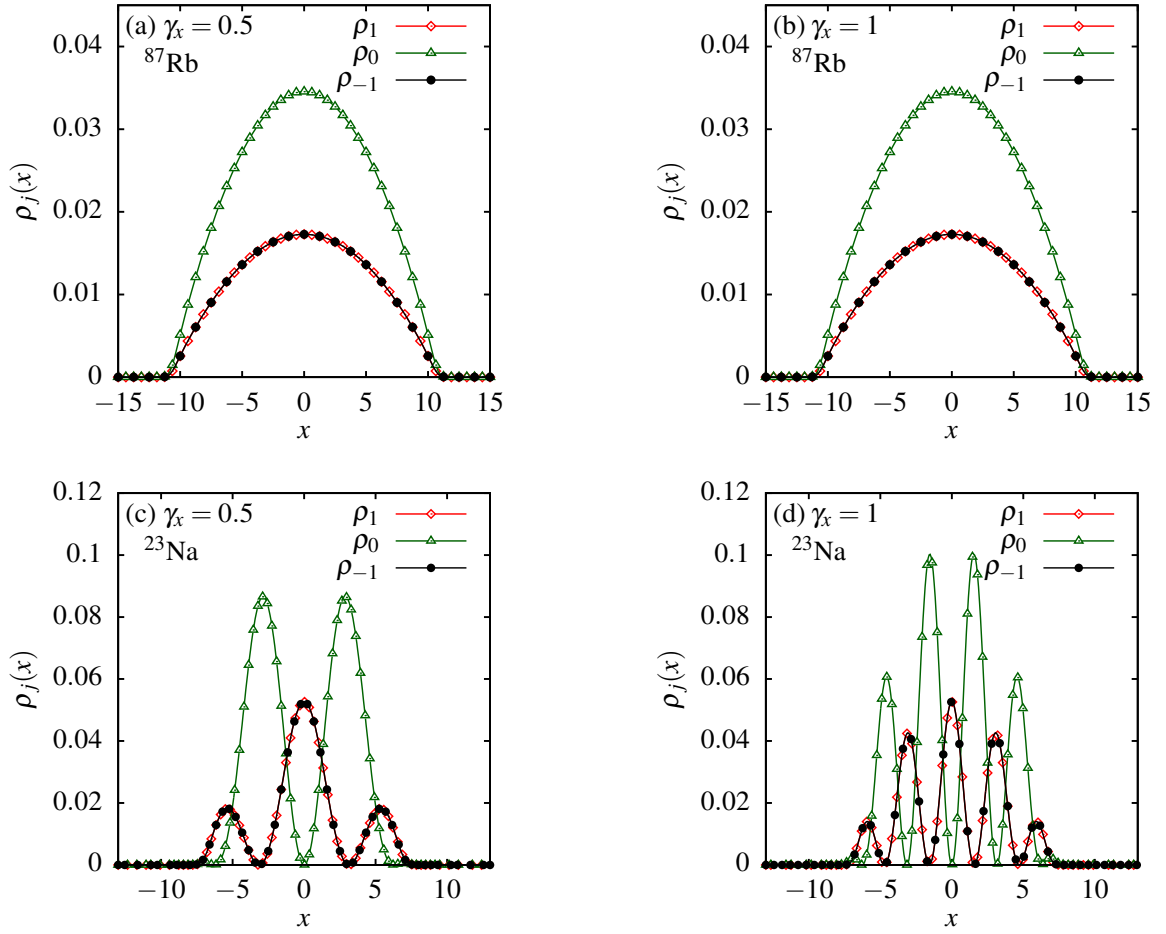 (a) γₓ = 0.5
⁸⁷Rb
ρ₁
ρ₀
ρ₋₁
0.04
0.03
0.02
0.01
0
ρⱼ(x)
−15 −10 −5 0 5 10 15
x
(b) γₓ = 1
⁸⁷Rb
ρ₁
ρ₀
ρ₋₁
0.04
0.03
0.02
0.01
0
ρⱼ(x)
−15 −10 −5 0 5 10 15
x
(c) γₓ = 0.5
²³Na
ρ₁
ρ₀
ρ₋₁
0.12
0.1
0.08
0.06
0.04
0.02
0
ρⱼ(x)
−10 −5 0 5 10
x
(d) γₓ = 1
²³Na
ρ₁
ρ₀
ρ₋₁
0.12
0.1
0.08
0.06
0.04
0.02
0
ρⱼ(x)
−10 −5 0 5 10
x